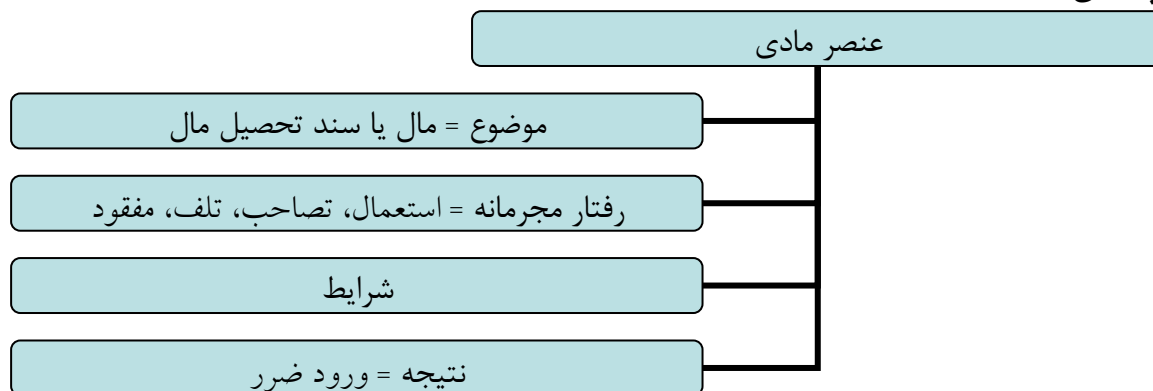 عنصر مادی
موضوع = مال یا سند تحصیل مال
رفتار مجرمانه = استعمال، تصاحب، تلف، مفقود
شرایط
نتیجه = ورود ضرر